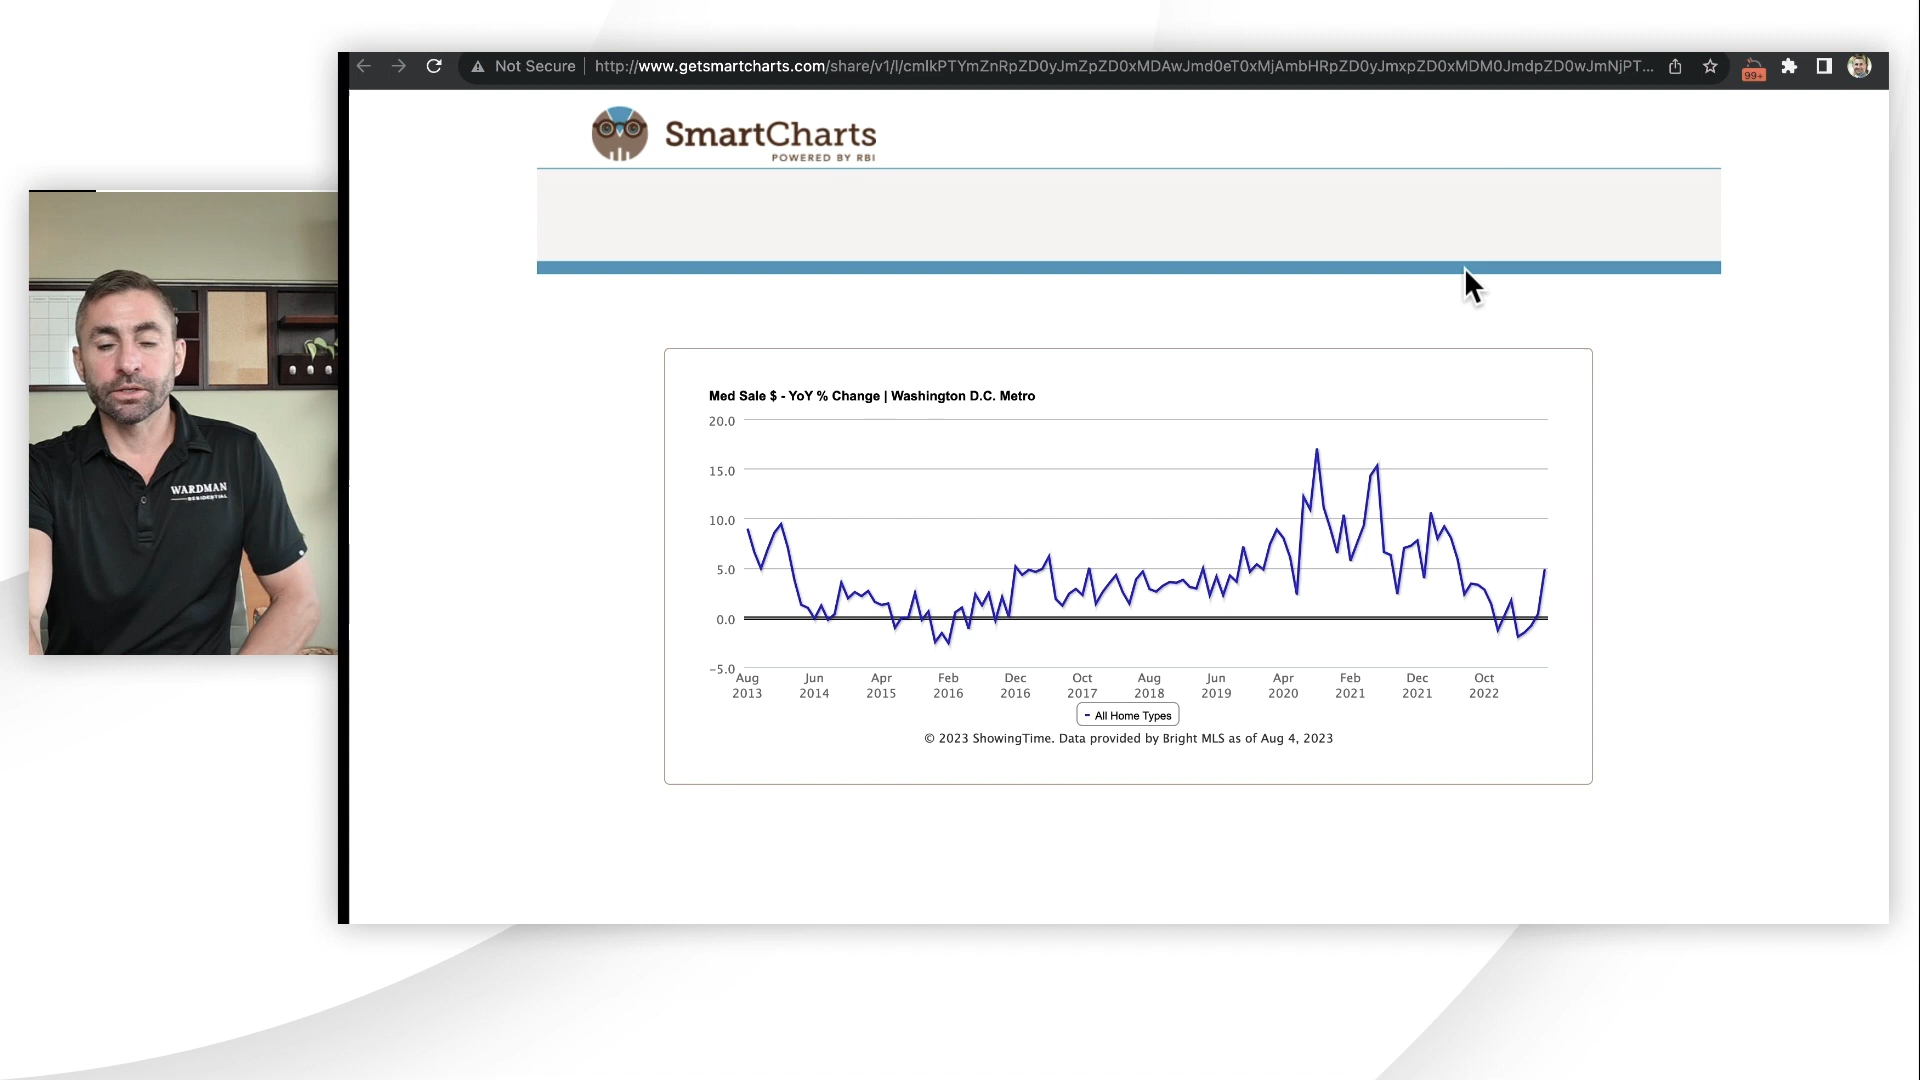 Not Secure
http://www.getsmartcharts.com/share/v1/l/cmlkPTYmZnRpZD0yJmZpZD0xMDAwJmd0eT0xMjAmbHRpZD0yJmxpZD0xMDM0JmdpZD0wJmNjPT...
99+
SmartCharts
POWERED BY RBI
WARDMAN
RESIDENTIAL
Med Sale $ - YoY % Change | Washington D.C. Metro
20.0
15.0
10.0
5.0
0.0
−5.0
Aug Jun Apr Feb Dec Oct Aug Jun Apr Feb Dec Oct
2013 2014 2015 2016 2016 2017 2018 2019 2020 2021 2021 2022
All Home Types
© 2023 ShowingTime. Data provided by Bright MLS as of Aug 4, 2023